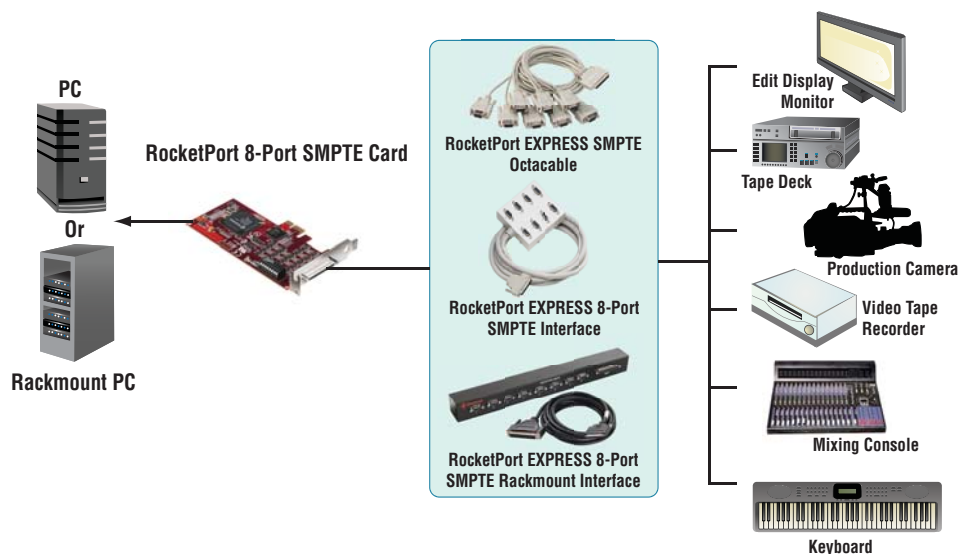 PC
Or
Rackmount PC
RocketPort 8-Port SMPTE Card
RocketPort EXPRESS SMPTE
Octacable
RocketPort EXPRESS 8-Port
SMPTE Interface
RocketPort EXPRESS 8-Port
SMPTE Rackmount Interface
Edit Display
Monitor
Tape Deck
Production Camera
Video Tape
Recorder
Mixing Console
Keyboard